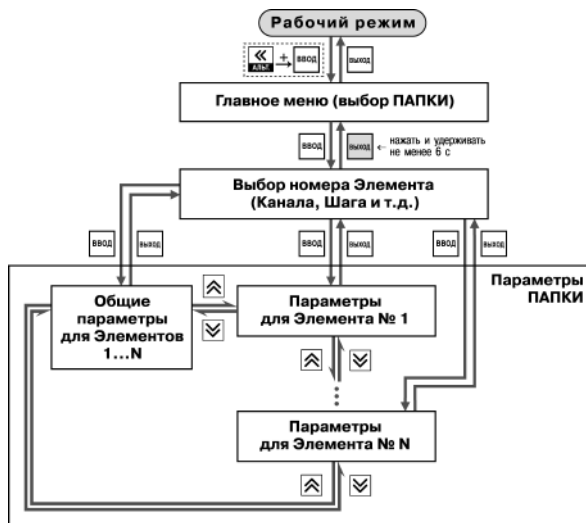 Рабочий режим
АЛЬТ.
+
ВВОД
ВЫХОД
Главное меню (выбор ПАПКИ)
ВВОД
ВЫХОД
нажать и удерживать
не менее 6 с
Выбор номера Элемента
(Канала, Шага и т.д.)
ВВОД
ВЫХОД
ВВОД
ВЫХОД
ВВОД
ВЫХОД
Параметры
ПАПКИ
Общие
параметры
для Элементов
1...N
Параметры
для Элемента № 1
Параметры
для Элемента № N